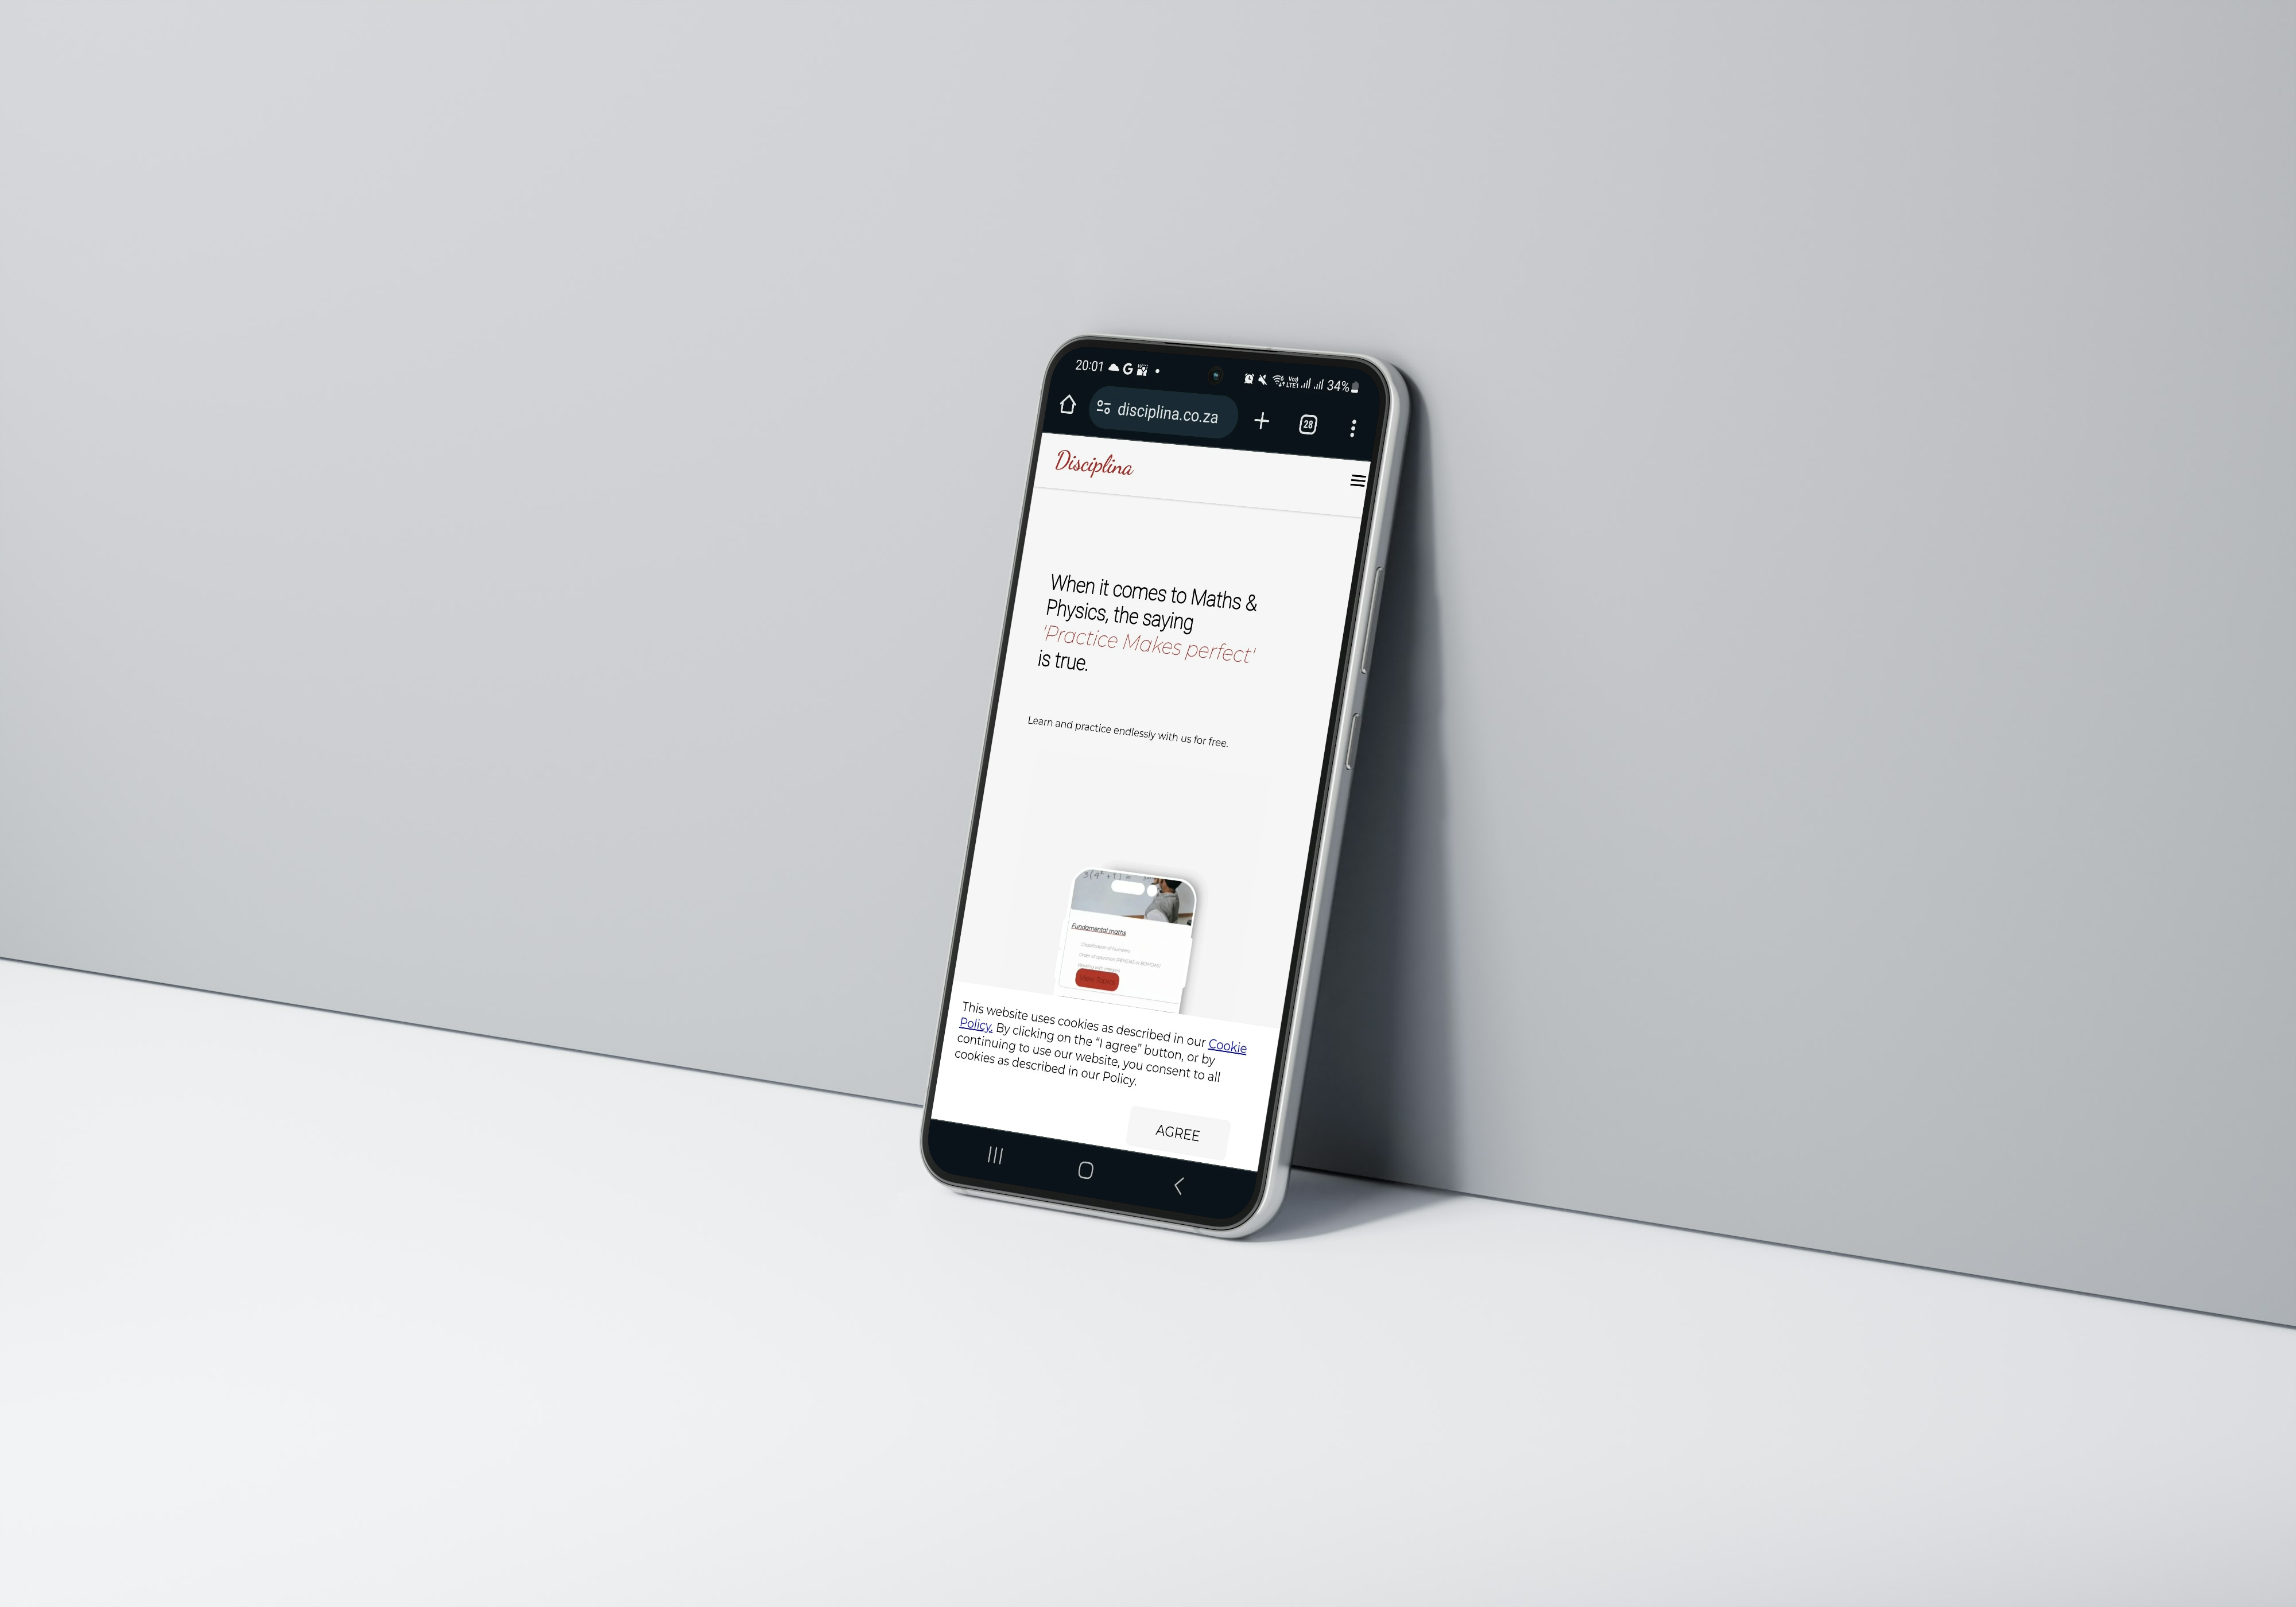 20:01
34%
disciplina.co.za
28
Disciplina
When it comes to Maths &
Physics, the saying
'Practice Makes perfect'
is true.
Learn and practice endlessly with us for free.
Fundamental maths
This website uses cookies as described in our Cookie
Policy. By clicking on the “I agree” button, or by
continuing to use our website, you consent to all
cookies as described in our Policy.
AGREE